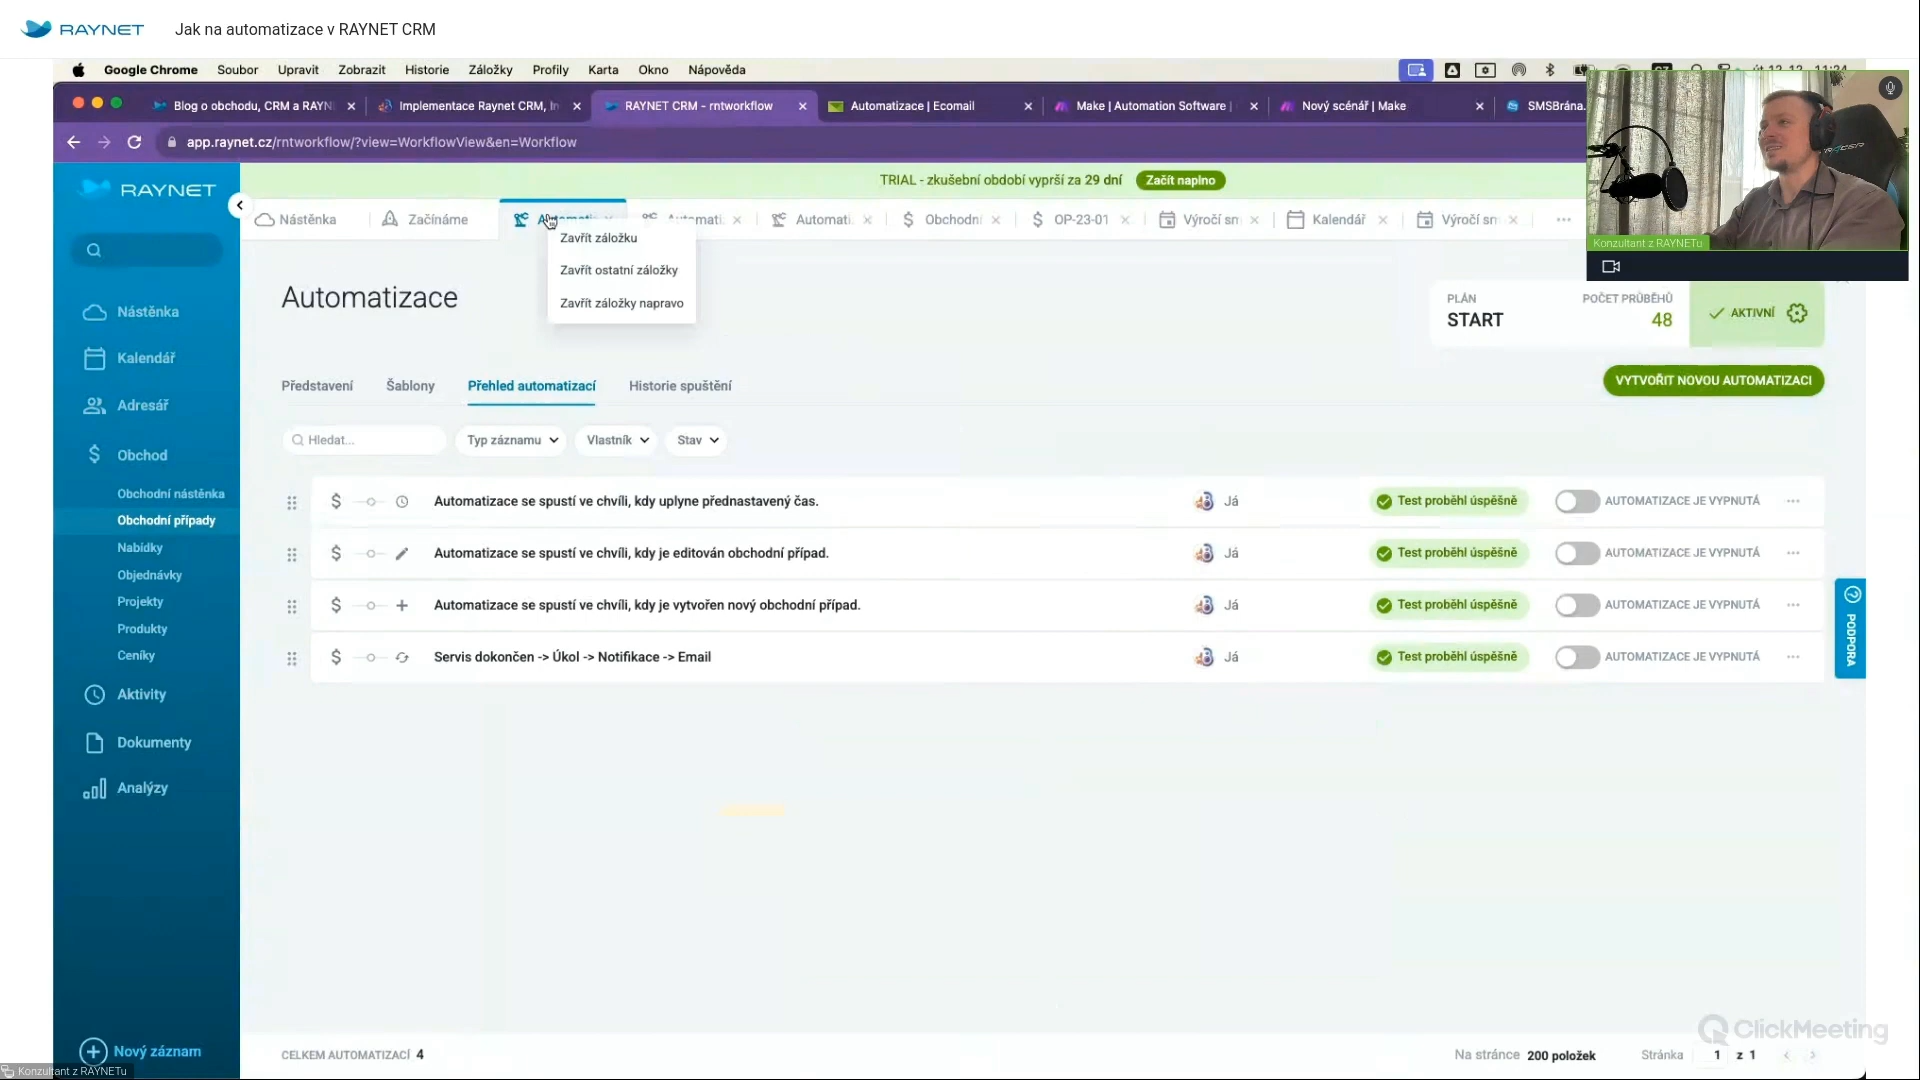 RAYNET Jak na automatizace v RAYNET CRM
Google Chrome Soubor Upravit Zobrazit Historie Záložky Profily Karta Okno Nápověda
Blog o obchodu, CRM a RAYN Implementace Raynet CRM, In RAYNET CRM - rntworkflow Automatizace | Ecomail Make | Automation Software | Nový scénář | Make SMSBrána.
app.raynet.cz/rntworkflow/?view=WorkflowView&en=Workflow
RAYNET
TRIAL - zkušební období vyprší za 29 dní Začít naplno
Nástěnka Začínáme Automati. Automati. Obchodní OP-23-01 Výročí sm Kalendář Výročí sm ...
Konzultant z RAYNETu
Zavřít záložku
Zavřít ostatní záložky
Zavřít záložky napravo
Automatizace
PLÁN
START
POČET PRŮBĚHŮ
48
AKTIVNÍ
Představení Šablony Přehled automatizací Historie spuštění
VYTVOŘIT NOVOU AUTOMATIZACI
Hledat... Typ záznamu Vlastník Stav
Automatizace se spustí ve chvíli, kdy uplyne přednastavený čas. Já Test proběhl úspěšně AUTOMATIZACE JE VYPNUTÁ ...
Automatizace se spustí ve chvíli, kdy je editován obchodní případ. Já Test proběhl úspěšně AUTOMATIZACE JE VYPNUTÁ ...
Automatizace se spustí ve chvíli, kdy je vytvořen nový obchodní případ. Já Test proběhl úspěšně AUTOMATIZACE JE VYPNUTÁ ...
Servis dokončen -> Úkol -> Notifikace -> Email Já Test proběhl úspěšně AUTOMATIZACE JE VYPNUTÁ ...
Nástěnka
Kalendář
Adresář
Obchod
Obchodní nástěnka
Obchodní případy
Nabídky
Objednávky
Projekty
Produkty
Ceníky
Aktivity
Dokumenty
Analýzy
Nový záznam
PODPORA
ClickMeeting
CELKEM AUTOMATIZACÍ 4
Na stránce 200 položek Stránka 1 z 1
Konzultant z RAYNETu